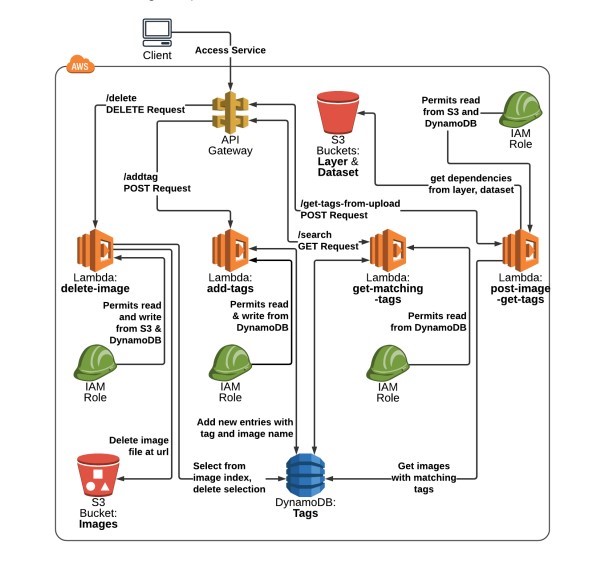 Client
Access Service
AWS
/delete
DELETE Request
API
Gateway
S3
Buckets:
Layer &
Dataset
Permits read
from S3 and
DynamoDB
IAM
Role
/addtag
POST Request
get dependencies
from layer, dataset
/get-tags-from-upload
POST Request
/search
GET Request
Lambda:
delete-image
Lambda:
add-tags
Lambda:
get-matching
-tags
Lambda:
post-image
-get-tags
Permits read
and write
from S3 &
DynamoDB
Permits read
& write from
DynamoDB
Permits read
from DynamoDB
IAM
Role
IAM
Role
IAM
Role
Add new entries with
tag and image name
Delete image
file at url
Select from
image index,
delete selection
Get images
with matching
tags
S3
Bucket:
Images
DynamoDB:
Tags